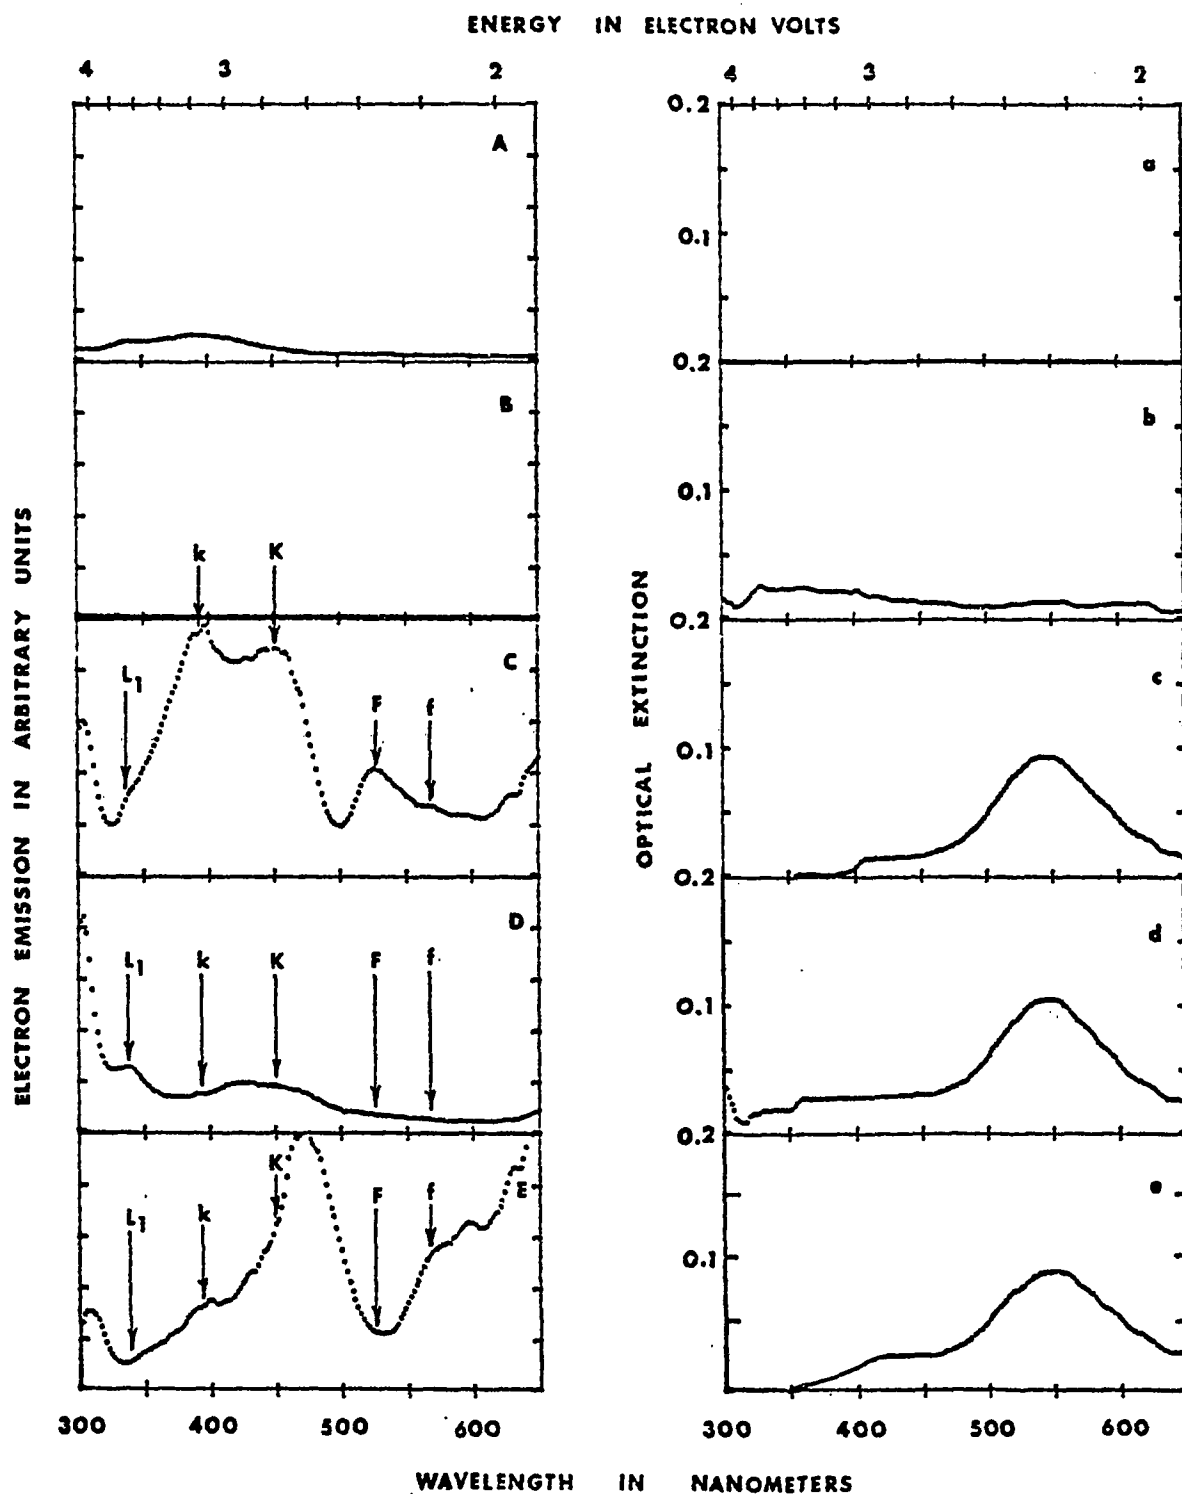 ENERGY IN ELECTRON VOLTS
4 3 2
4 3 2
ELECTRON EMISSION IN ARBITRARY UNITS
A
B
k K
C
L1
F f
D
L1 k K F f
K
E
L1 k F f
300 400 500 600
OPTICAL EXTINCTION
0.2
a
0.1
0.2
b
0.1
0.2
c
0.1
0.2
d
0.1
0.2
e
0.1
300 400 500 600
WAVELENGTH IN NANOMETERS